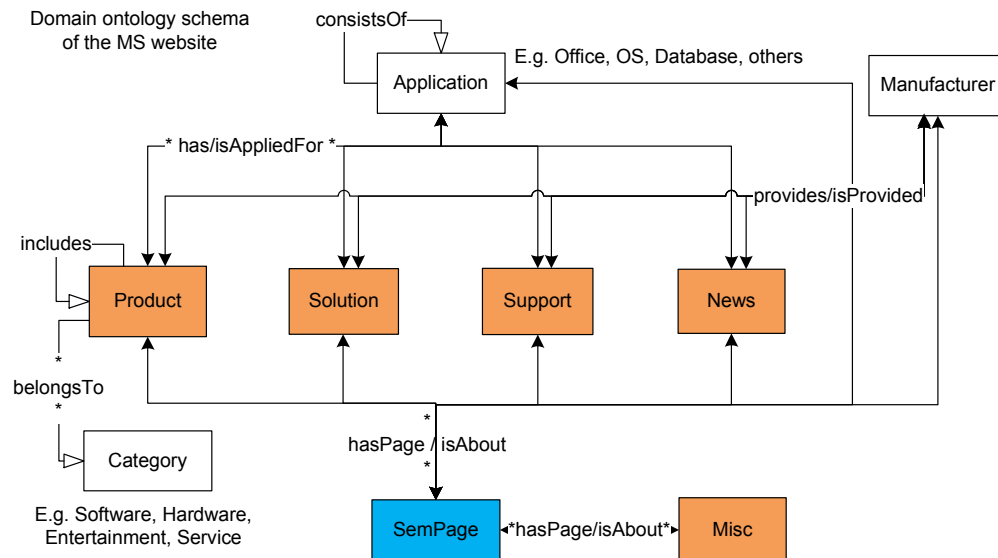 Domain ontology schema
of the MS website
consistsOf
E.g. Office, OS, Database, others
Application
Manufacturer
* has/isAppliedFor *
provides/isProvided
includes
Product
Solution
Support
News
*
belongsTo
*
*
hasPage / isAbout
*
Category
E.g. Software, Hardware,
Entertainment, Service
SemPage
*hasPage/isAbout*
Misc